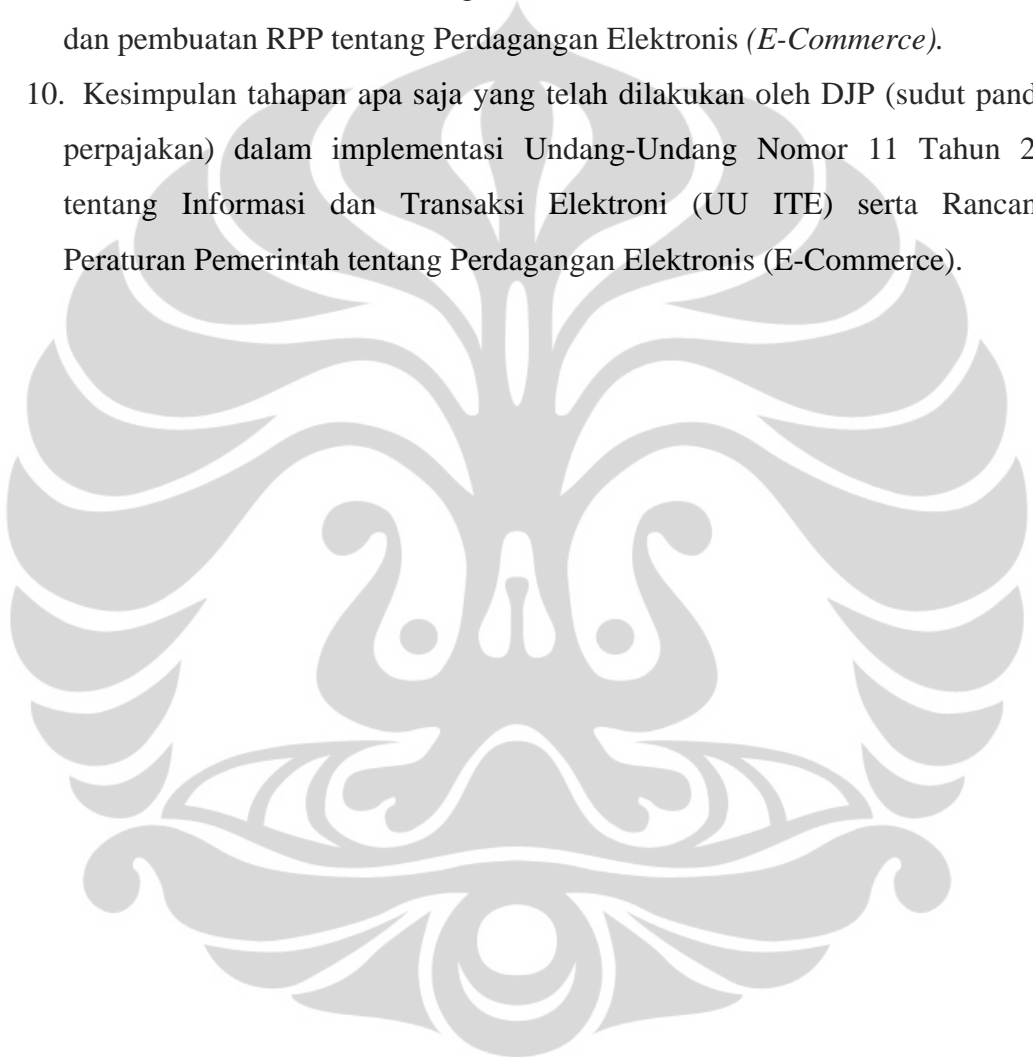 dan pembuatan RPP tentang Perdagangan Elektronis (E-Commerce).
10. Kesimpulan tahapan apa saja yang telah dilakukan oleh DJP (sudut pand
perpajakan) dalam implementasi Undang-Undang Nomor 11 Tahun 2
tentang Informasi dan Transaksi Elektroni (UU ITE) serta Rancan
Peraturan Pemerintah tentang Perdagangan Elektronis (E-Commerce).